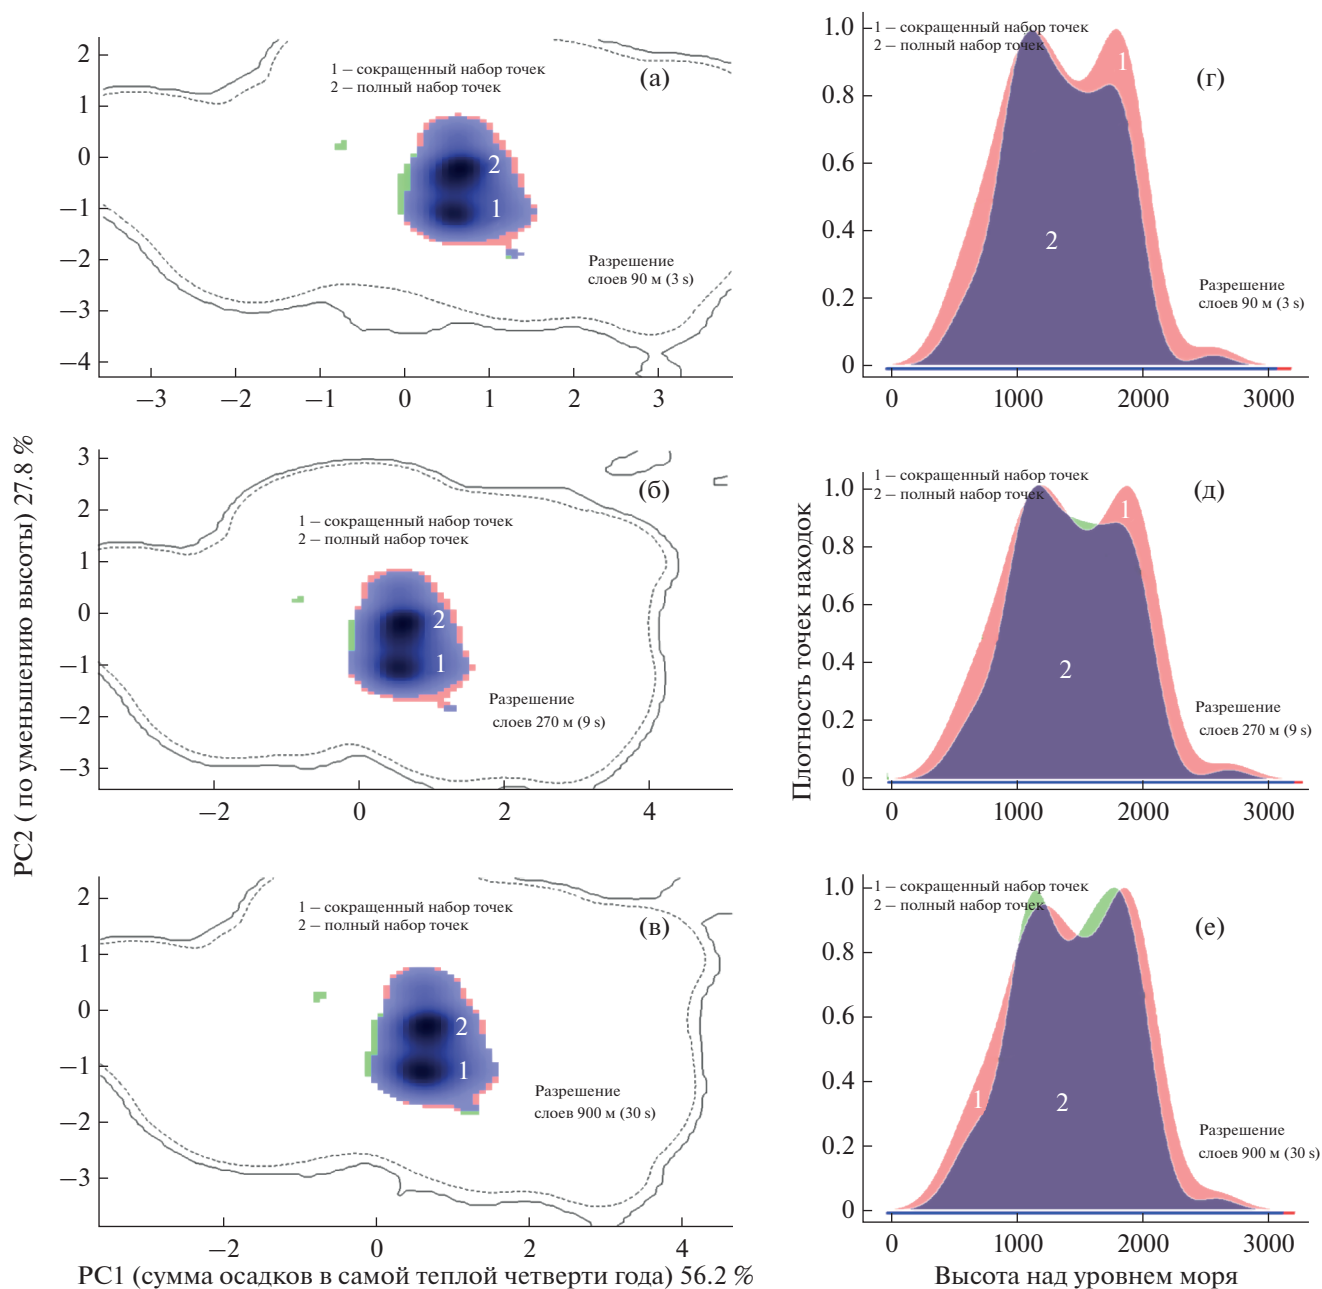 1 – сокращенный набор точек
2 – полный набор точек
(а)
2
1
0
−1
−2
−3
−4
2
1
Разрешение
слоев 90 м (3 s)
−3
−2
−1
0
1
2
3
1 – сокращенный набор точек
2 – полный набор точек
(г)
1.0
0.8
0.6
0.4
0.2
0
1
2
Разрешение
слоев 90 м (3 s)
0
1000
2000
3000
PC2 ( по уменьшению высоты) 27.8 %
1 – сокращенный набор точек
2 – полный набор точек
(б)
3
2
1
0
−1
−2
−3
2
1
Разрешение
слоев 270 м (9 s)
−2
0
2
4
Плотность точек находок
1 – сокращенный набор точек
2 – полный набор точек
(д)
1.0
0.8
0.6
0.4
0.2
0
1
2
Разрешение
слоев 270 м (9 s)
0
1000
2000
3000
1 – сокращенный набор точек
2 – полный набор точек
(в)
2
1
0
−1
−2
−3
2
1
Разрешение
слоев 900 м (30 s)
−2
0
2
4
PC1 (сумма осадков в самой теплой четверти года) 56.2 %
1 – сокращенный набор точек
2 – полный набор точек
(е)
1.0
0.8
0.6
0.4
0.2
0
1
2
Разрешение
слоев 900 м (30 s)
0
1000
2000
3000
Высота над уровнем моря